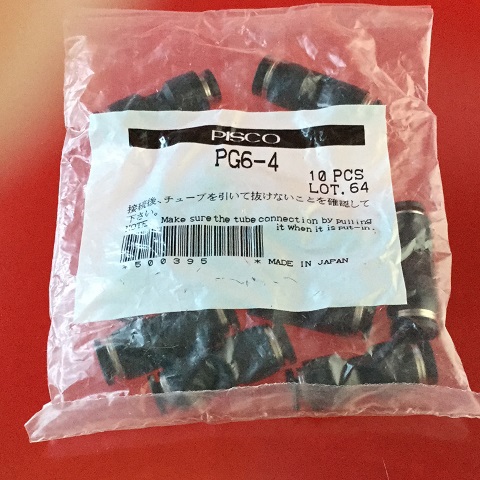 PISCO
PG6-4
10 PCS
LOT.64
接続後、チューブを引いて抜けないことを確認して
下さい。
NOTE Make sure the tube connection by pulling
it when it is put-in.
*500395 *
MADE IN JAPAN